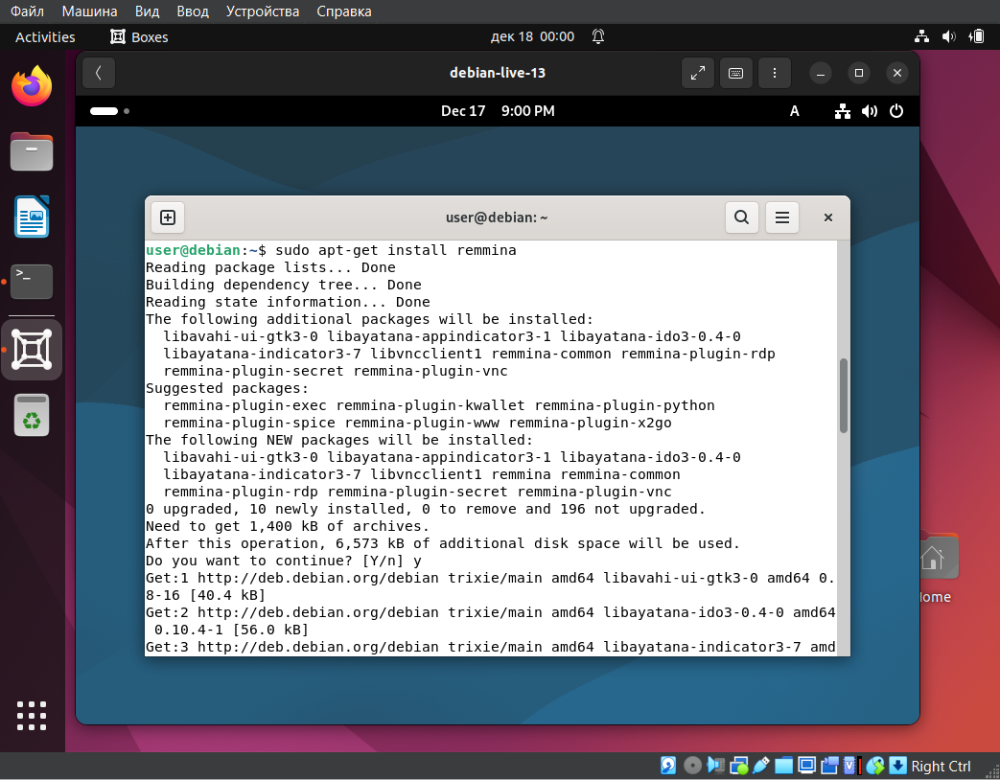 Файл Машина Вид Ввод Устройства Справка
Activities Boxes дек 18 00:00
debian-live-13
Dec 17 9:00 PM A
user@debian: ~
user@debian:~$ sudo apt-get install remmina
Reading package lists... Done
Building dependency tree... Done
Reading state information... Done
The following additional packages will be installed:
libavahi-ui-gtk3-0 libayatana-appindicator3-1 libayatana-ido3-0.4-0
libayatana-indicator3-7 libvncclient1 remmina-common remmina-plugin-rdp
remmina-plugin-secret remmina-plugin-vnc
Suggested packages:
remmina-plugin-exec remmina-plugin-kwallet remmina-plugin-python
remmina-plugin-spice remmina-plugin-www remmina-plugin-x2go
The following NEW packages will be installed:
libavahi-ui-gtk3-0 libayatana-appindicator3-1 libayatana-ido3-0.4-0
libayatana-indicator3-7 libvncclient1 remmina remmina-common
remmina-plugin-rdp remmina-plugin-secret remmina-plugin-vnc
0 upgraded, 10 newly installed, 0 to remove and 196 not upgraded.
Need to get 1,400 kB of archives.
After this operation, 6,573 kB of additional disk space will be used.
Do you want to continue? [Y/n] y
Get:1 http://deb.debian.org/debian trixie/main amd64 libavahi-ui-gtk3-0 amd64 0.
8-16 [40.4 kB]
Get:2 http://deb.debian.org/debian trixie/main amd64 libayatana-ido3-0.4-0 amd64
0.10.4-1 [56.0 kB]
Get:3 http://deb.debian.org/debian trixie/main amd64 libayatana-indicator3-7 amd
Home
Right Ctrl